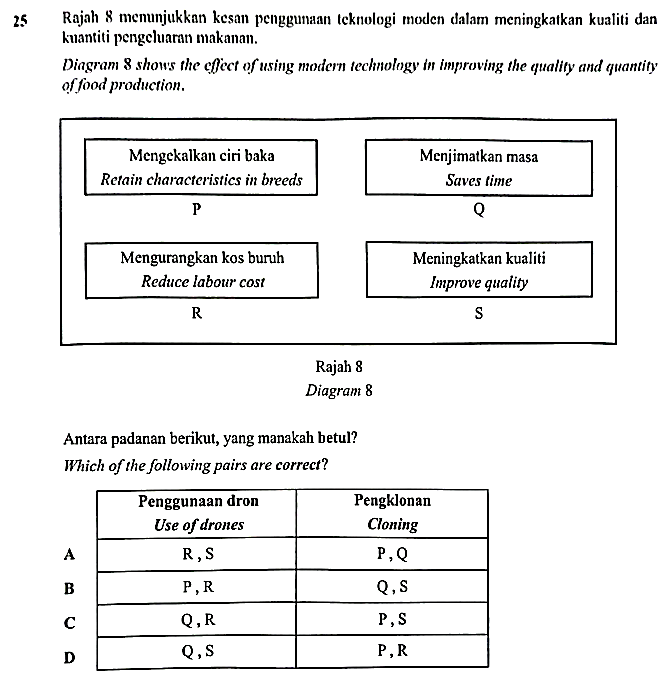 25 Rajah 8 menunjukkan kesan penggunaan teknologi moden dalam meningkatkan kualiti dan
kuantiti pengeluaran makanan.
Diagram 8 shows the effect of using modern technology in improving the quality and quantity
of food production.
Mengekalkan ciri baka
Retain characteristics in breeds
P
Menjimatkan masa
Saves time
Q
Mengurangkan kos buruh
Reduce labour cost
R
Meningkatkan kualiti
Improve quality
S
Rajah 8
Diagram 8
Antara padanan berikut, yang manakah betul?
Which of the following pairs are correct?
Penggunaan dron Pengklonan
Use of drones Cloning
A R , S P , Q
B P , R Q , S
C Q , R P , S
D Q , S P , R